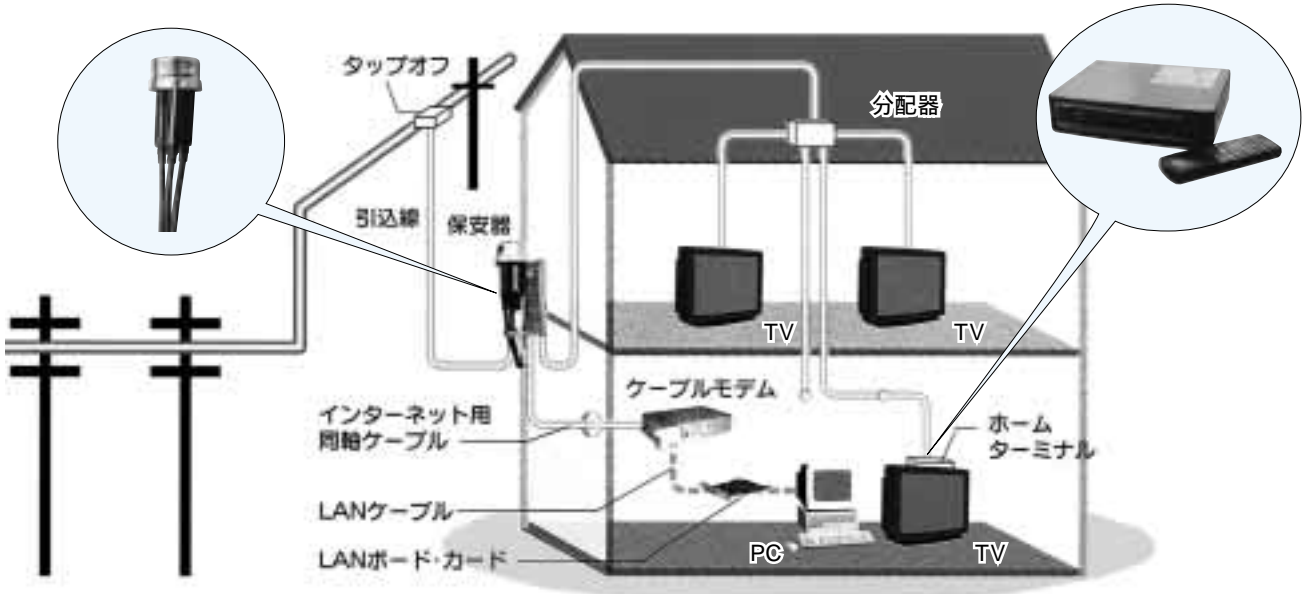 タップオフ
分配器
引込線
保安器
TV
TV
ケーブルモデム
インターネット用
同軸ケーブル
ホーム
ターミナル
LANケーブル
LANボード・カード
PC
TV